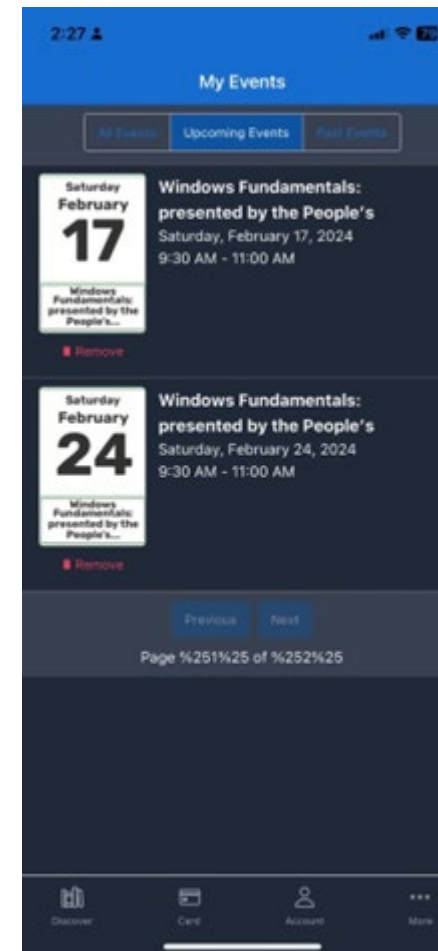 2:27
My Events
All Events Upcoming Events Past Events
Saturday
February
17
Windows
Fundamentals:
presented by the
People's...
Remove
Windows Fundamentals:
presented by the People's
Saturday, February 17, 2024
9:30 AM - 11:00 AM
Saturday
February
24
Windows
Fundamentals:
presented by the
People's...
Remove
Windows Fundamentals:
presented by the People's
Saturday, February 24, 2024
9:30 AM - 11:00 AM
Previous Next
Page %251%25 of %252%25
Discover Card Account More